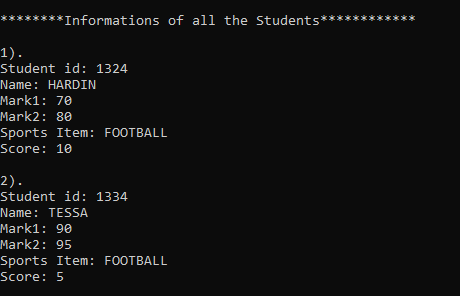 ********Informations of all the Students************
1).
Student id: 1324
Name: HARDIN
Mark1: 70
Mark2: 80
Sports Item: FOOTBALL
Score: 10
2).
Student id: 1334
Name: TESSA
Mark1: 90
Mark2: 95
Sports Item: FOOTBALL
Score: 5